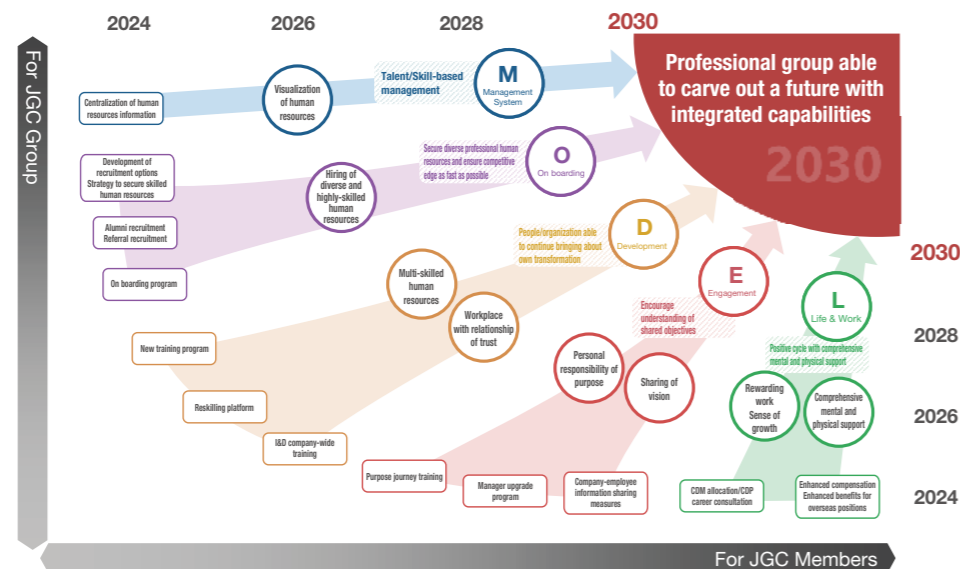 2024
2026
2028
2030
For JGC Group
Professional group able
to carve out a future with
integrated capabilities
2030
Centralization of human
resources information
Visualization
of human
resources
Talent/Skill-based
management
M
Management
System
Development of
recruitment options
Strategy to secure skilled
human resources
Alumni recruitment
Referral recruitment
On boarding program
Hiring of
diverse and
highly-skilled
human
resources
Secure diverse professional human
resources and ensure competitive
edge as fast as possible
O
On boarding
New training program
Reskilling platform
I&D company-wide
training
Multi-skilled
human
resources
Workplace
with relationship
of trust
People/organization able
to continue bringing about
own transformation
D
Development
Purpose journey training
Manager upgrade
program
Company-employee
information sharing
measures
Personal
responsibility of
purpose
Sharing of
vision
Encourage
understanding of
shared objectives
E
Engagement
CDM allocation/CDP
career consultation
Enhanced compensation
Enhanced benefits for
overseas positions
Rewarding
work
Sense of
growth
Comprehensive
mental and
physical support
Positive cycle with comprehensive
mental and physical support
L
Life & Work
2030
2028
2026
2024
For JGC Members